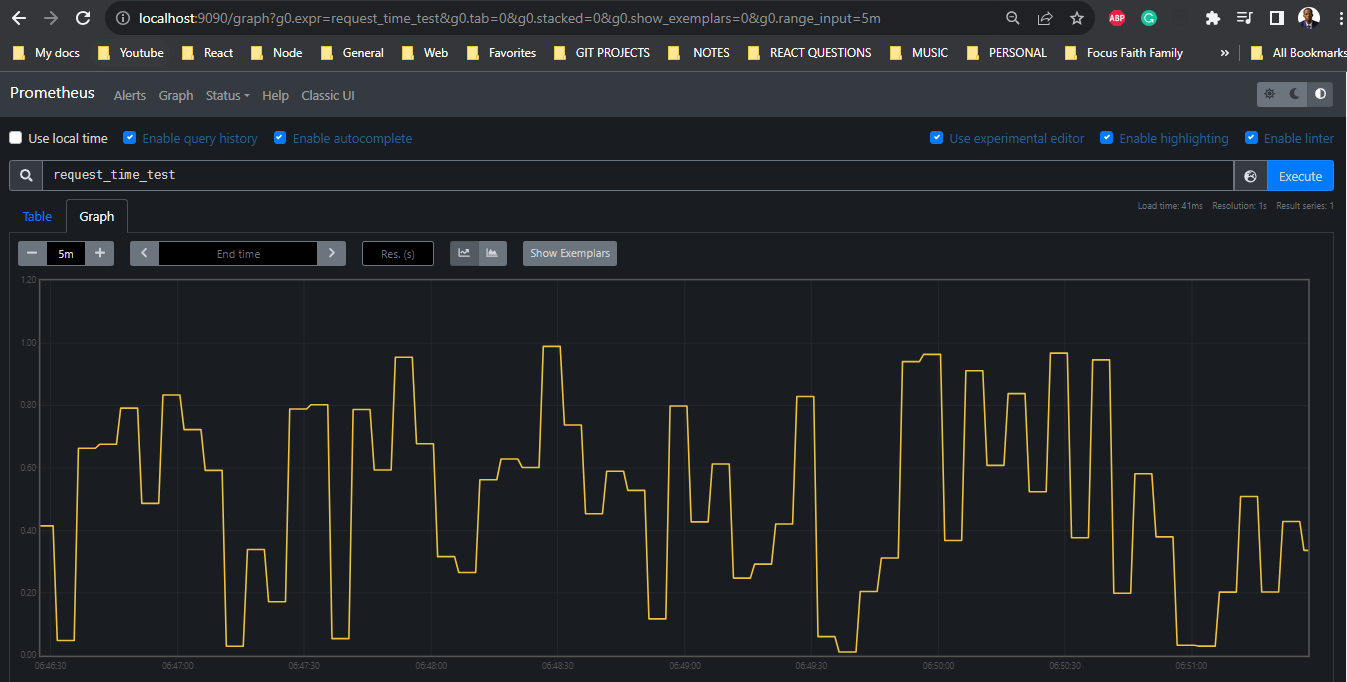 localhost:9090/graph?g0.expr=request_time_test&g0.tab=0&g0.stacked=0&g0.show_exemplars=0&g0.range_input=5m
ABP
G
My docs Youtube React Node General Web Favorites GIT PROJECTS NOTES REACT QUESTIONS MUSIC PERSONAL Focus Faith Family » All Bookmarks
Prometheus Alerts Graph Status Help Classic UI
Use local time Enable query history Enable autocomplete Use experimental editor Enable highlighting Enable linter
request_time_test Execute
Load time: 41ms Resolution: 1s Result series: 1
Table Graph
5m End time Res. (s) Show Exemplars
1.20
1.00
0.80
0.60
0.40
0.20
0.00
06:46:30 06:47:00 06:47:30 06:48:00 06:48:30 06:49:00 06:49:30 06:50:00 06:50:30 06:51:00